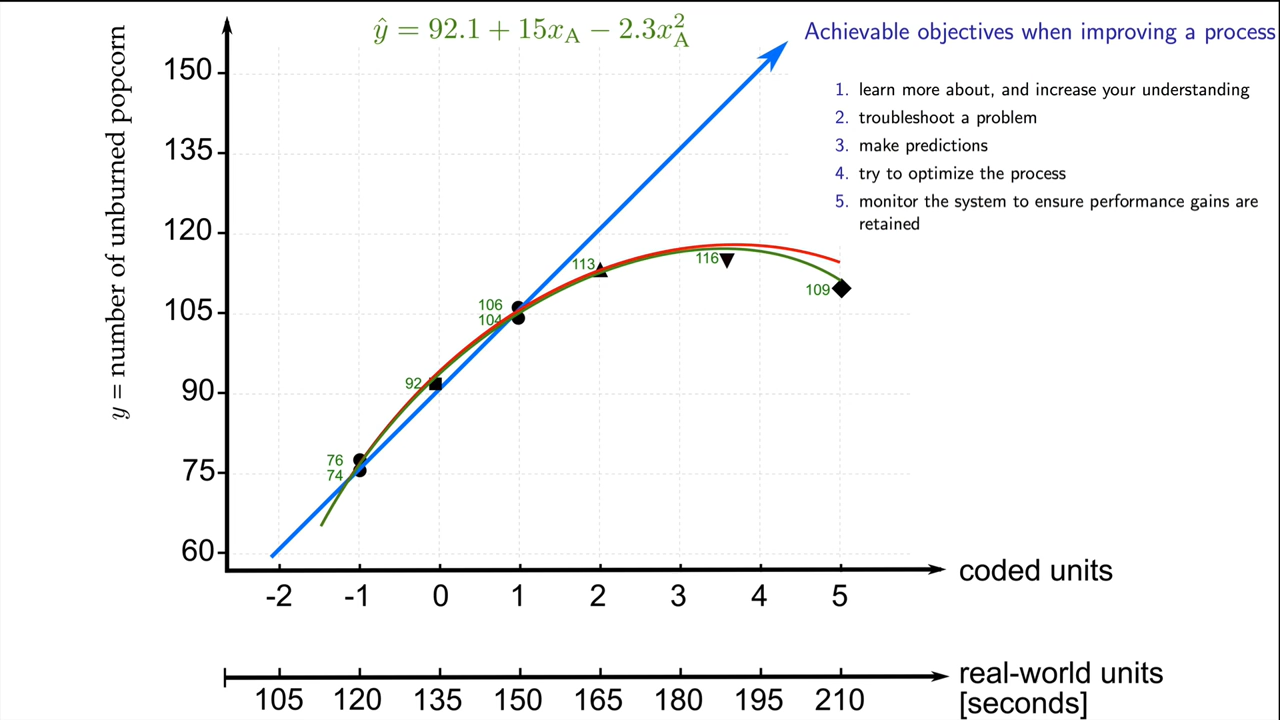 ŷ = 92.1 + 15x_A − 2.3x_A^2
Achievable objectives when improving a process
1. learn more about, and increase your understanding
2. troubleshoot a problem
3. make predictions
4. try to optimize the process
5. monitor the system to ensure performance gains are
retained
y = number of unburned popcorn
150
135
120
105
90
75
60
113
116
109
106
104
92
76
74
-2 -1 0 1 2 3 4 5
coded units
105 120 135 150 165 180 195 210
real-world units
[seconds]